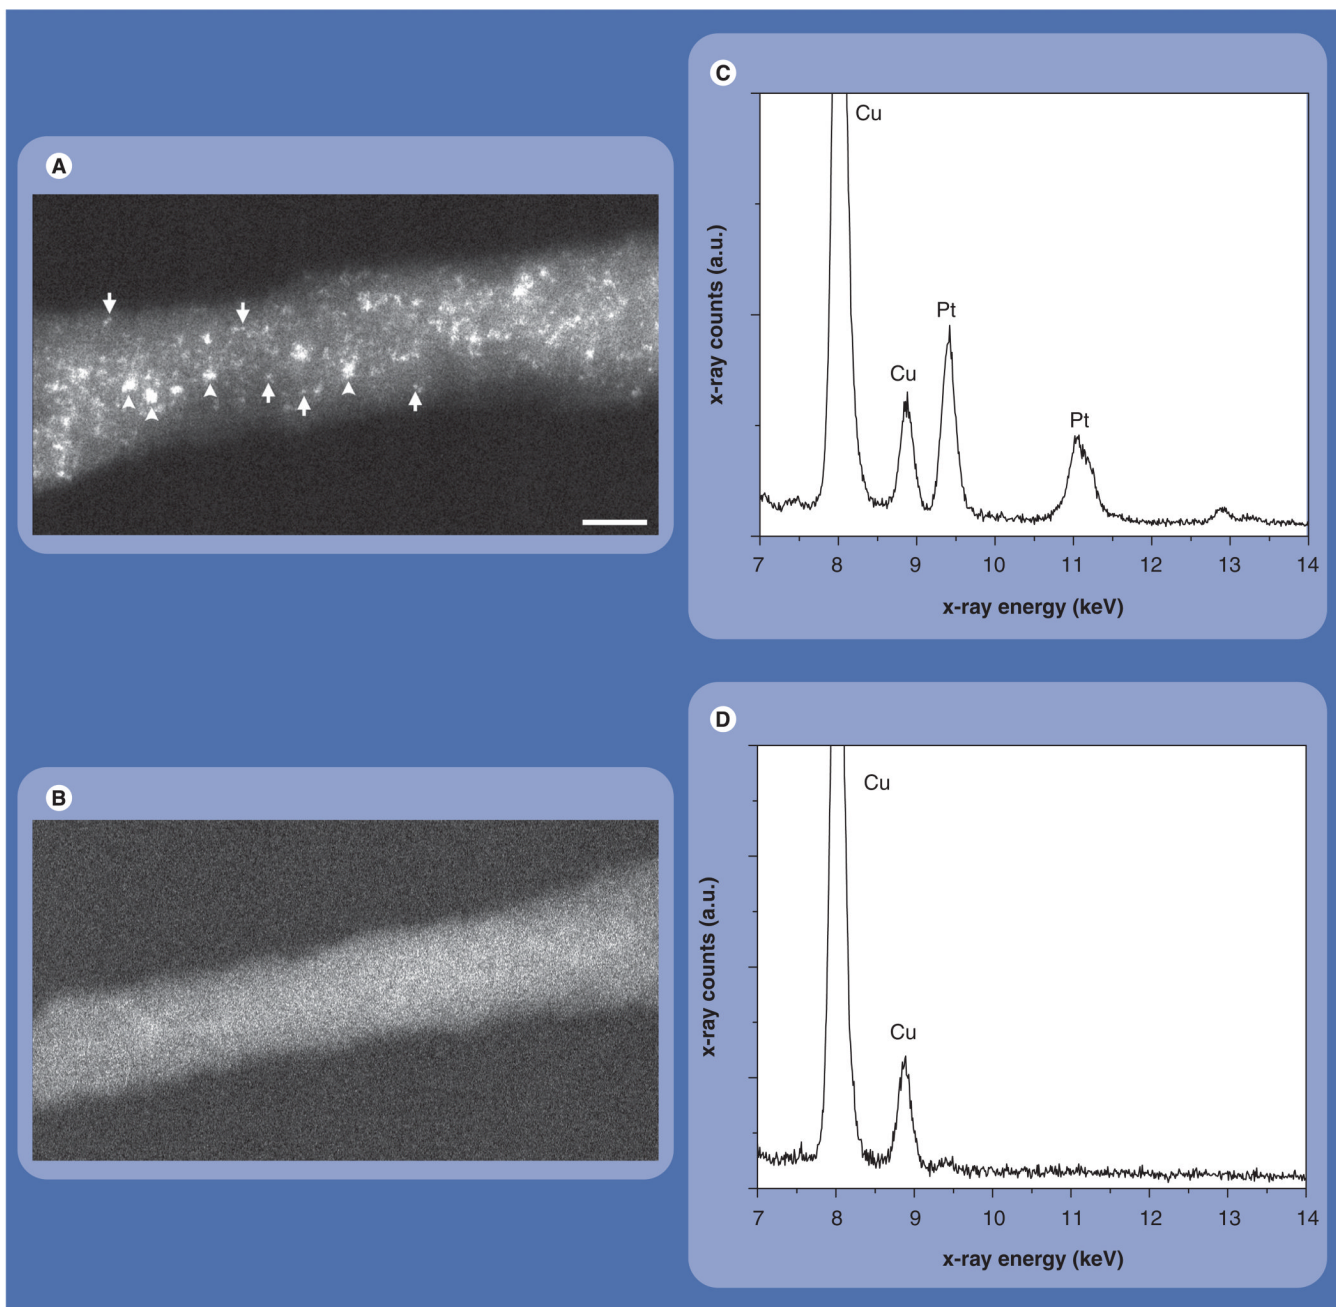 A
B
C
Cu
Cu
Pt
Pt
x-ray counts (a.u.)
7 8 9 10 11 12 13 14
x-ray energy (keV)
D
Cu
Cu
x-ray counts (a.u.)
7 8 9 10 11 12 13 14
x-ray energy (keV)